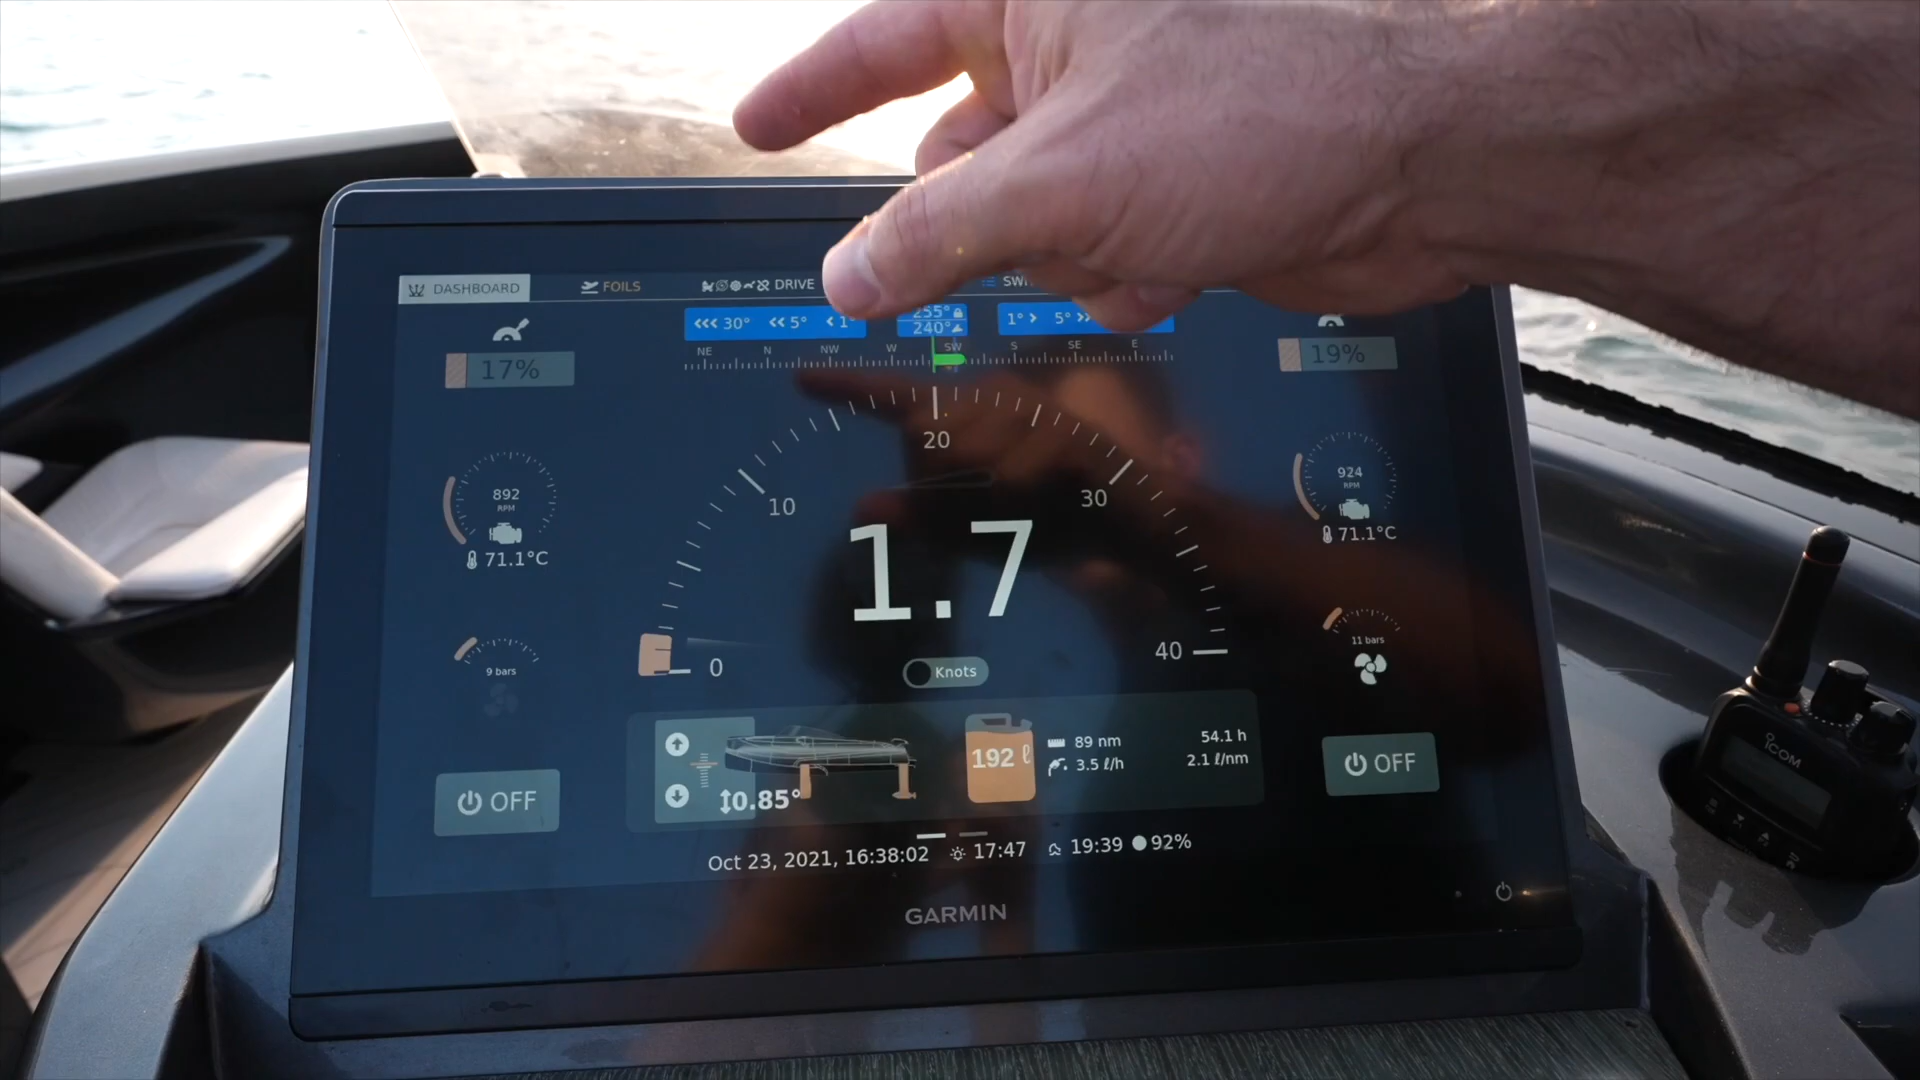 DASHBOARD FOILS DRIVE
<<< 30° << 5° < 1° 255° 1° > 5° >>
240°
NE N NW W SW S SE E
17% 19%
20
10 30
892 RPM 924 RPM
71.1°C 71.1°C
1.7
9 bars 11 bars
0 40
Knots
192 ℓ 89 nm 54.1 h
3.5 ℓ/h 2.1 ℓ/nm
0.85°
OFF OFF
Oct 23, 2021, 16:38:02 17:47 19:39 92%
GARMIN
ICOM